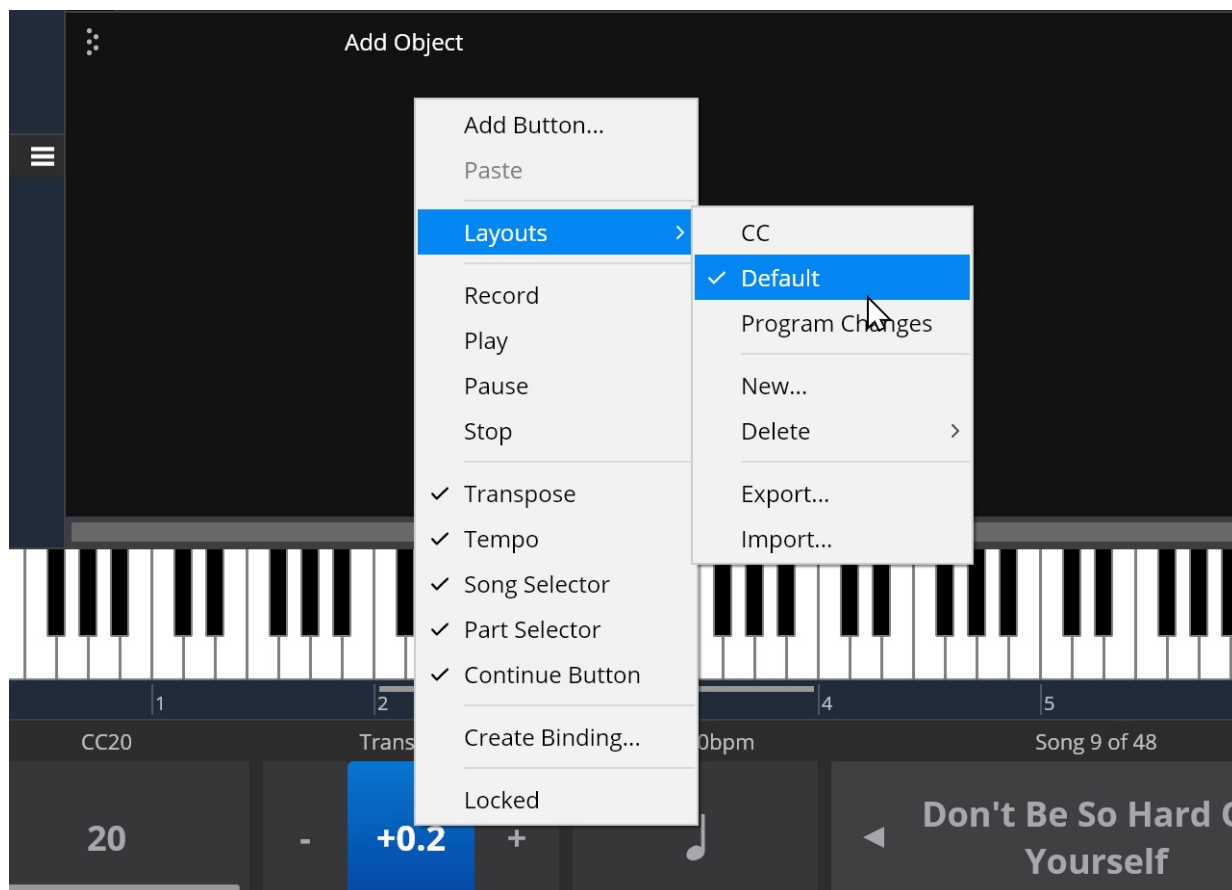 Add Object
Add Button...
Paste
Layouts
Record
Play
Pause
Stop
Transpose
Tempo
Song Selector
Part Selector
Continue Button
Create Binding...
Locked
CC
Default
Program Changes
New...
Delete
Export...
Import...
1
2
4
5
CC20
Trans
0bpm
Song 9 of 48
20
-
+0.2
+
Don't Be So Hard
Yourself